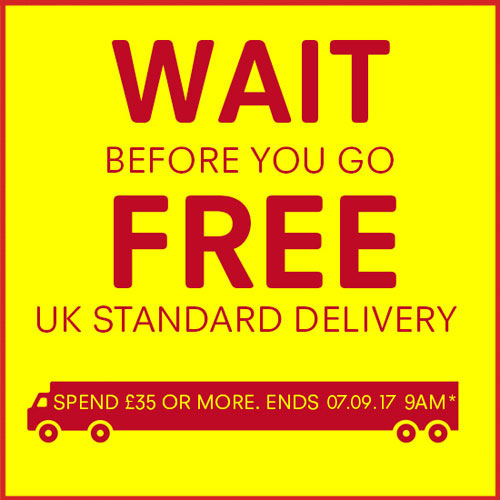 WAIT
BEFORE YOU GO
FREE
UK STANDARD DELIVERY
SPEND £35 OR MORE. ENDS 07.09.17 9AM*